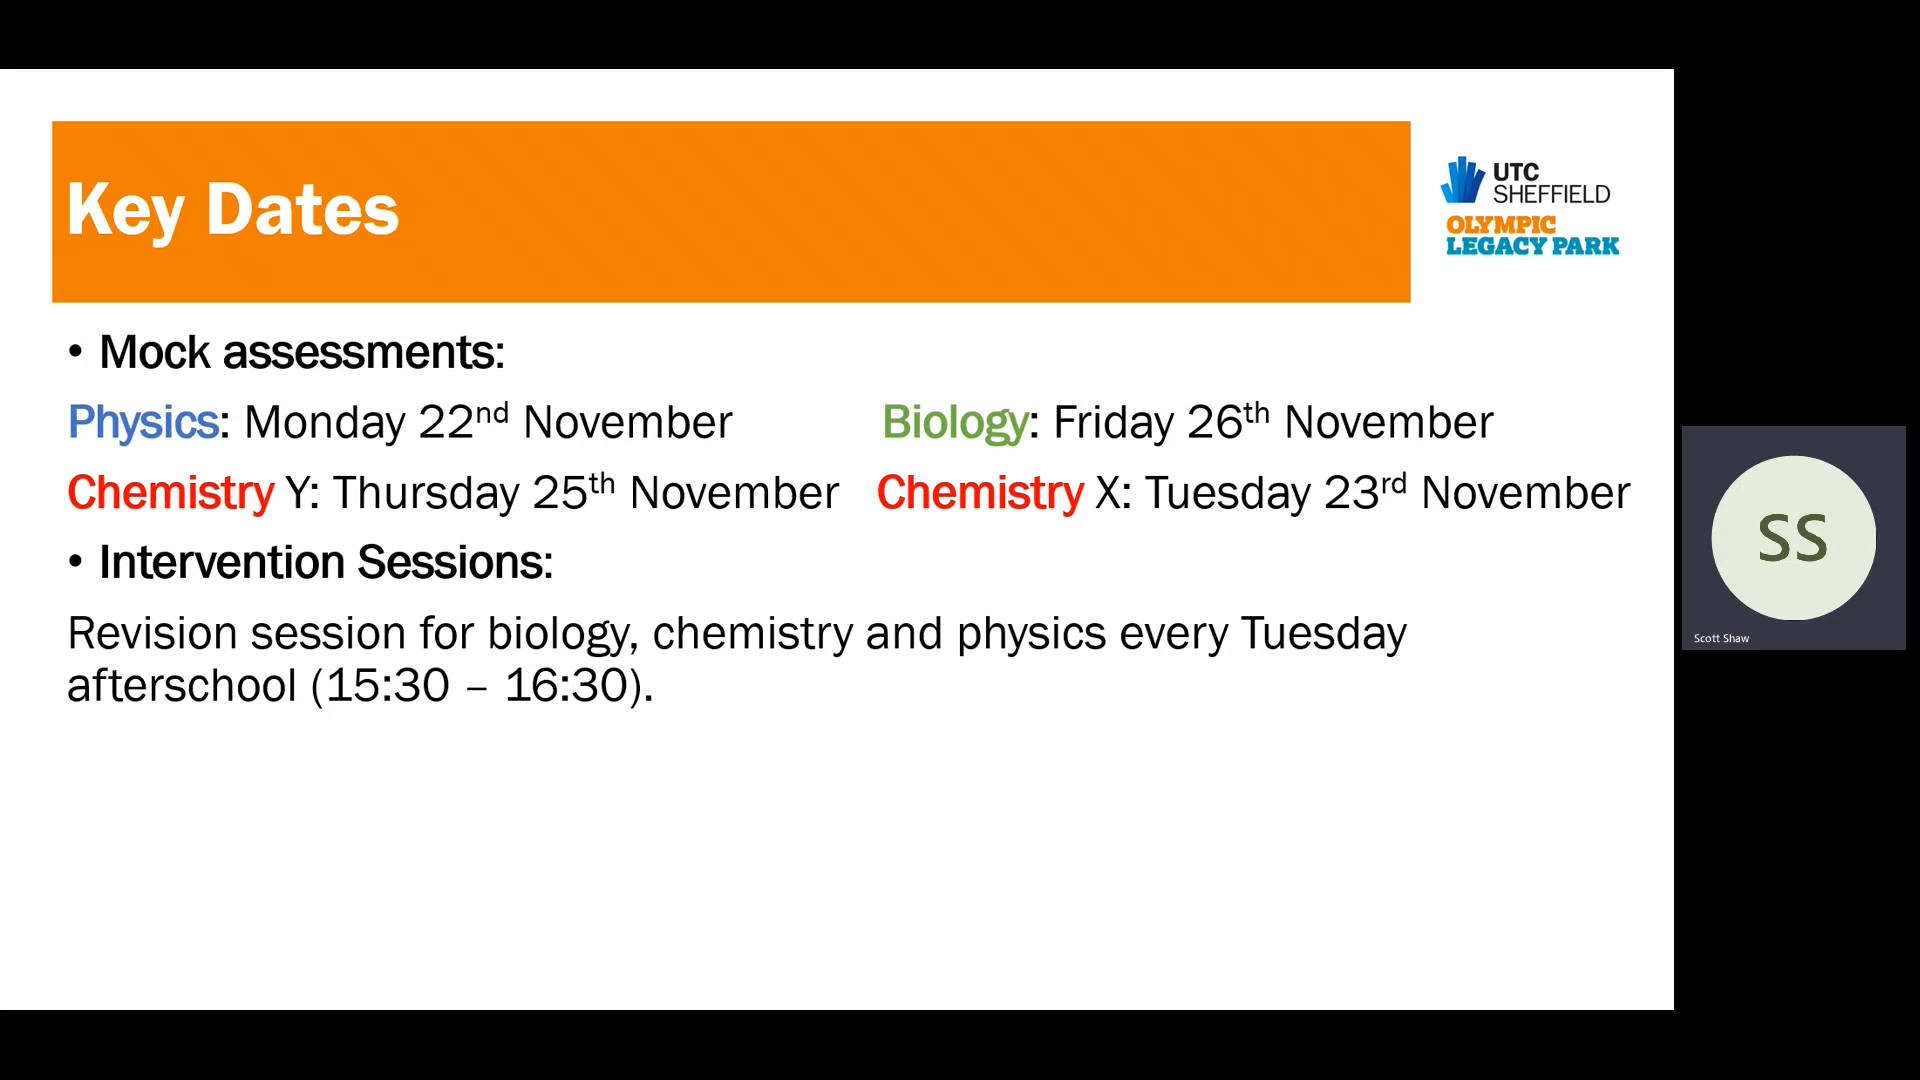 Key Dates
UTC
SHEFFIELD
OLYMPIC
LEGACY PARK
• Mock assessments:
Physics: Monday 22nd November Biology: Friday 26th November
Chemistry Y: Thursday 25th November Chemistry X: Tuesday 23rd November
• Intervention Sessions:
Revision session for biology, chemistry and physics every Tuesday
afterschool (15:30 – 16:30).
SS
Scott Shaw